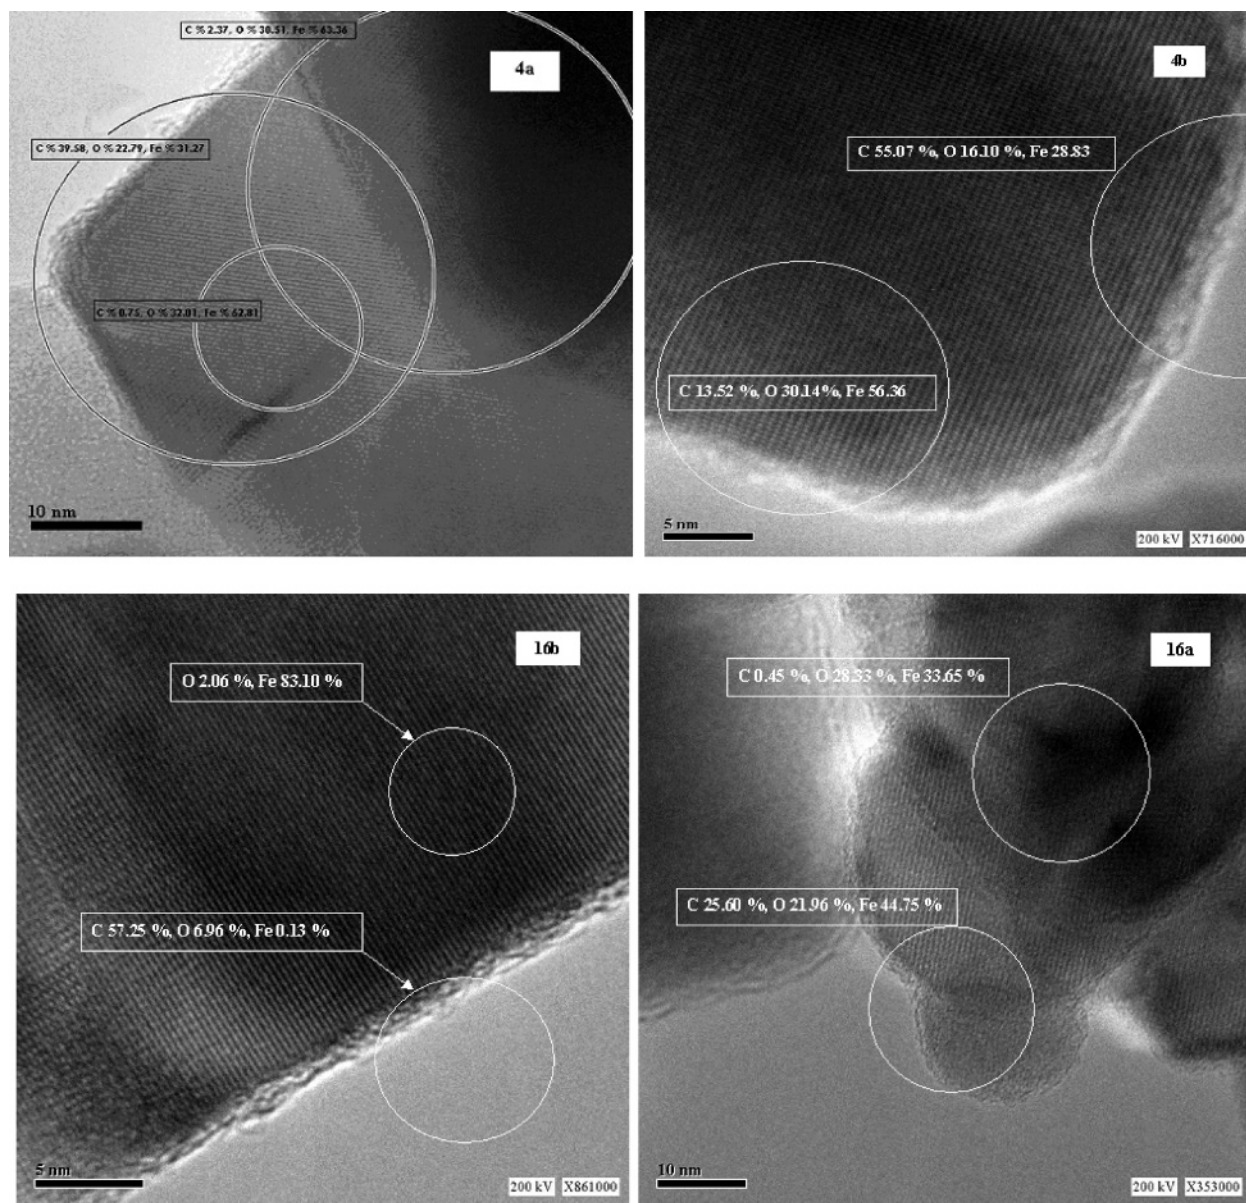 C % 2.37, O % 30.51, Fe % 63.36
4a
C % 39.58, O % 22.79, Fe % 31.27
C % 0.75, O % 32.01, Fe % 62.81
10 nm
4b
C 55.07 %, O 16.10 %, Fe 28.83
C 13.52 %, O 30.14%, Fe 56.36
5 nm
200 kV X716000
16b
O 2.06 %, Fe 83.10 %
C 57.25 %, O 6.96 %, Fe 0.13 %
5 nm
200 kV X861000
16a
C 0.45 %, O 28.33 %, Fe 33.65 %
C 25.60 %, O 21.96 %, Fe 44.75 %
10 nm
200 kV X353000